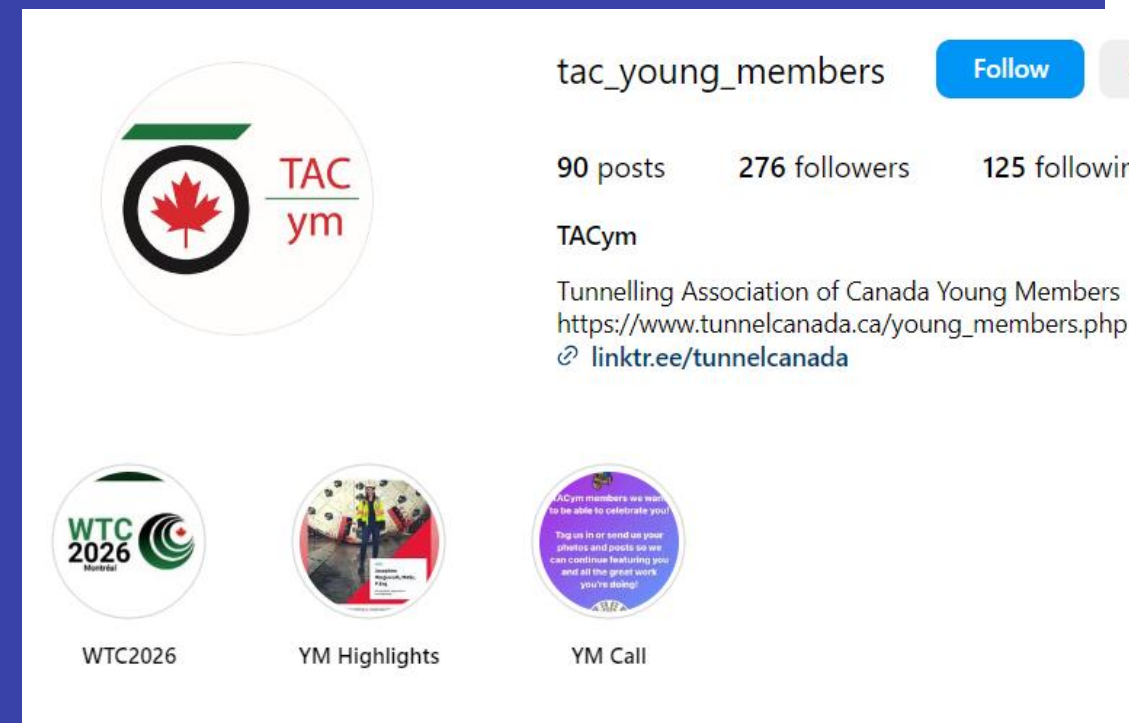 tac_young_members Follow
90 posts 276 followers 125 followin
TAC
ym
TACym
Tunnelling Association of Canada Young Members
https://www.tunnelcanada.ca/young_members.php
linktr.ee/tunnelcanada
WTC
2026
Montréal
TACym members we want
to be able to celebrate you!
Tag us in or send us your
photos and posts so we
can continue featuring you
and all the great work
you're doing!
WTC2026 YM Highlights YM Call